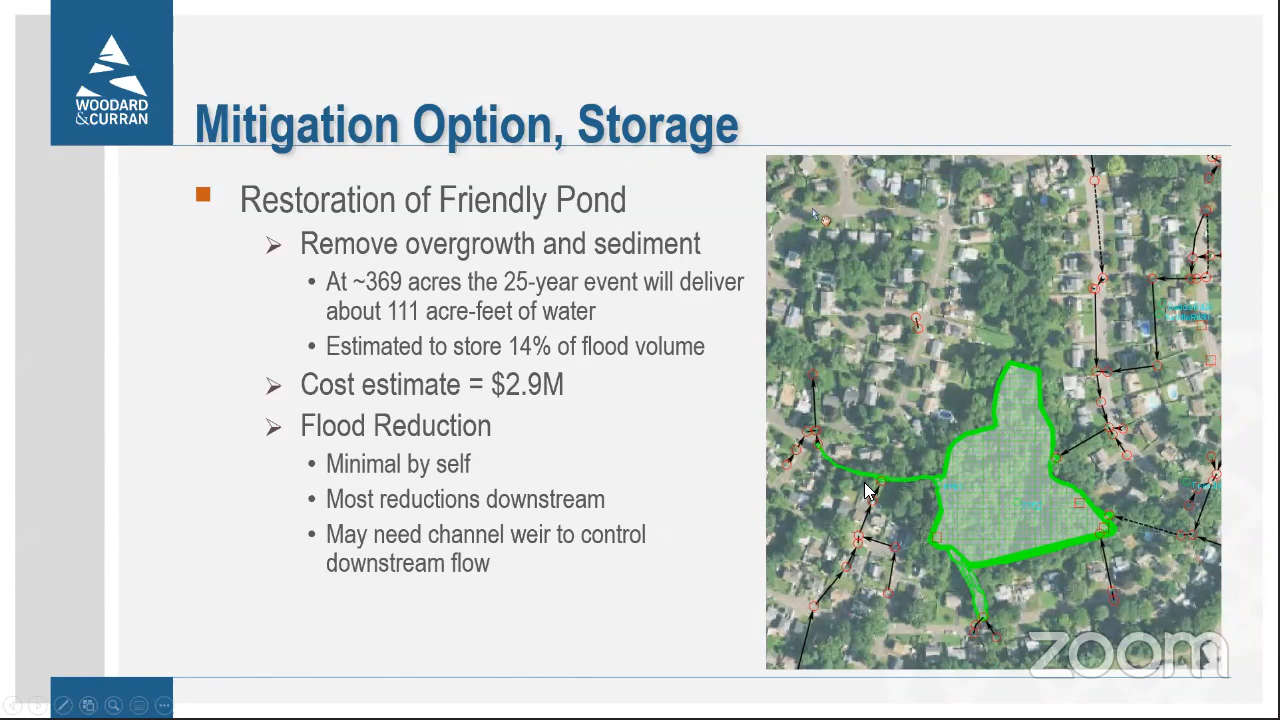 WOODARD
&CURRAN
Mitigation Option, Storage
Restoration of Friendly Pond
Remove overgrowth and sediment
At ~369 acres the 25-year event will deliver
about 111 acre-feet of water
Estimated to store 14% of flood volume
Cost estimate = $2.9M
Flood Reduction
Minimal by self
Most reductions downstream
May need channel weir to control
downstream flow
zoom